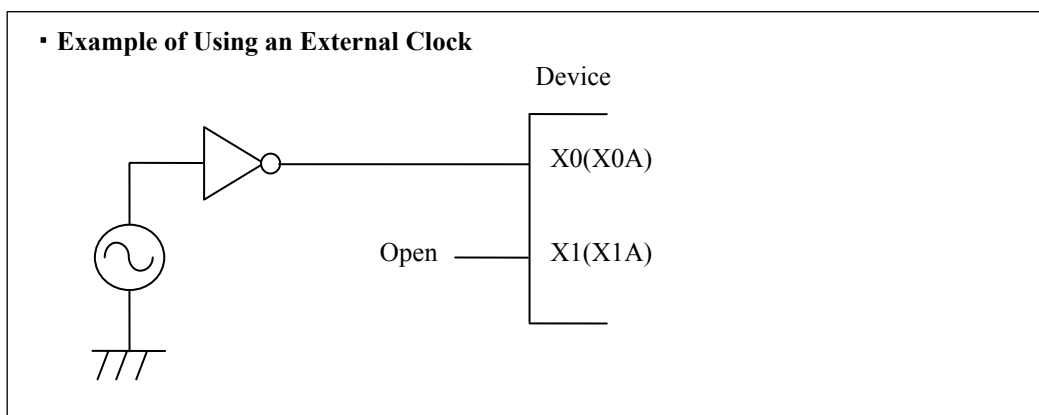 ▪ Example of Using an External Clock
Device
X0(X0A)
Open
X1(X1A)